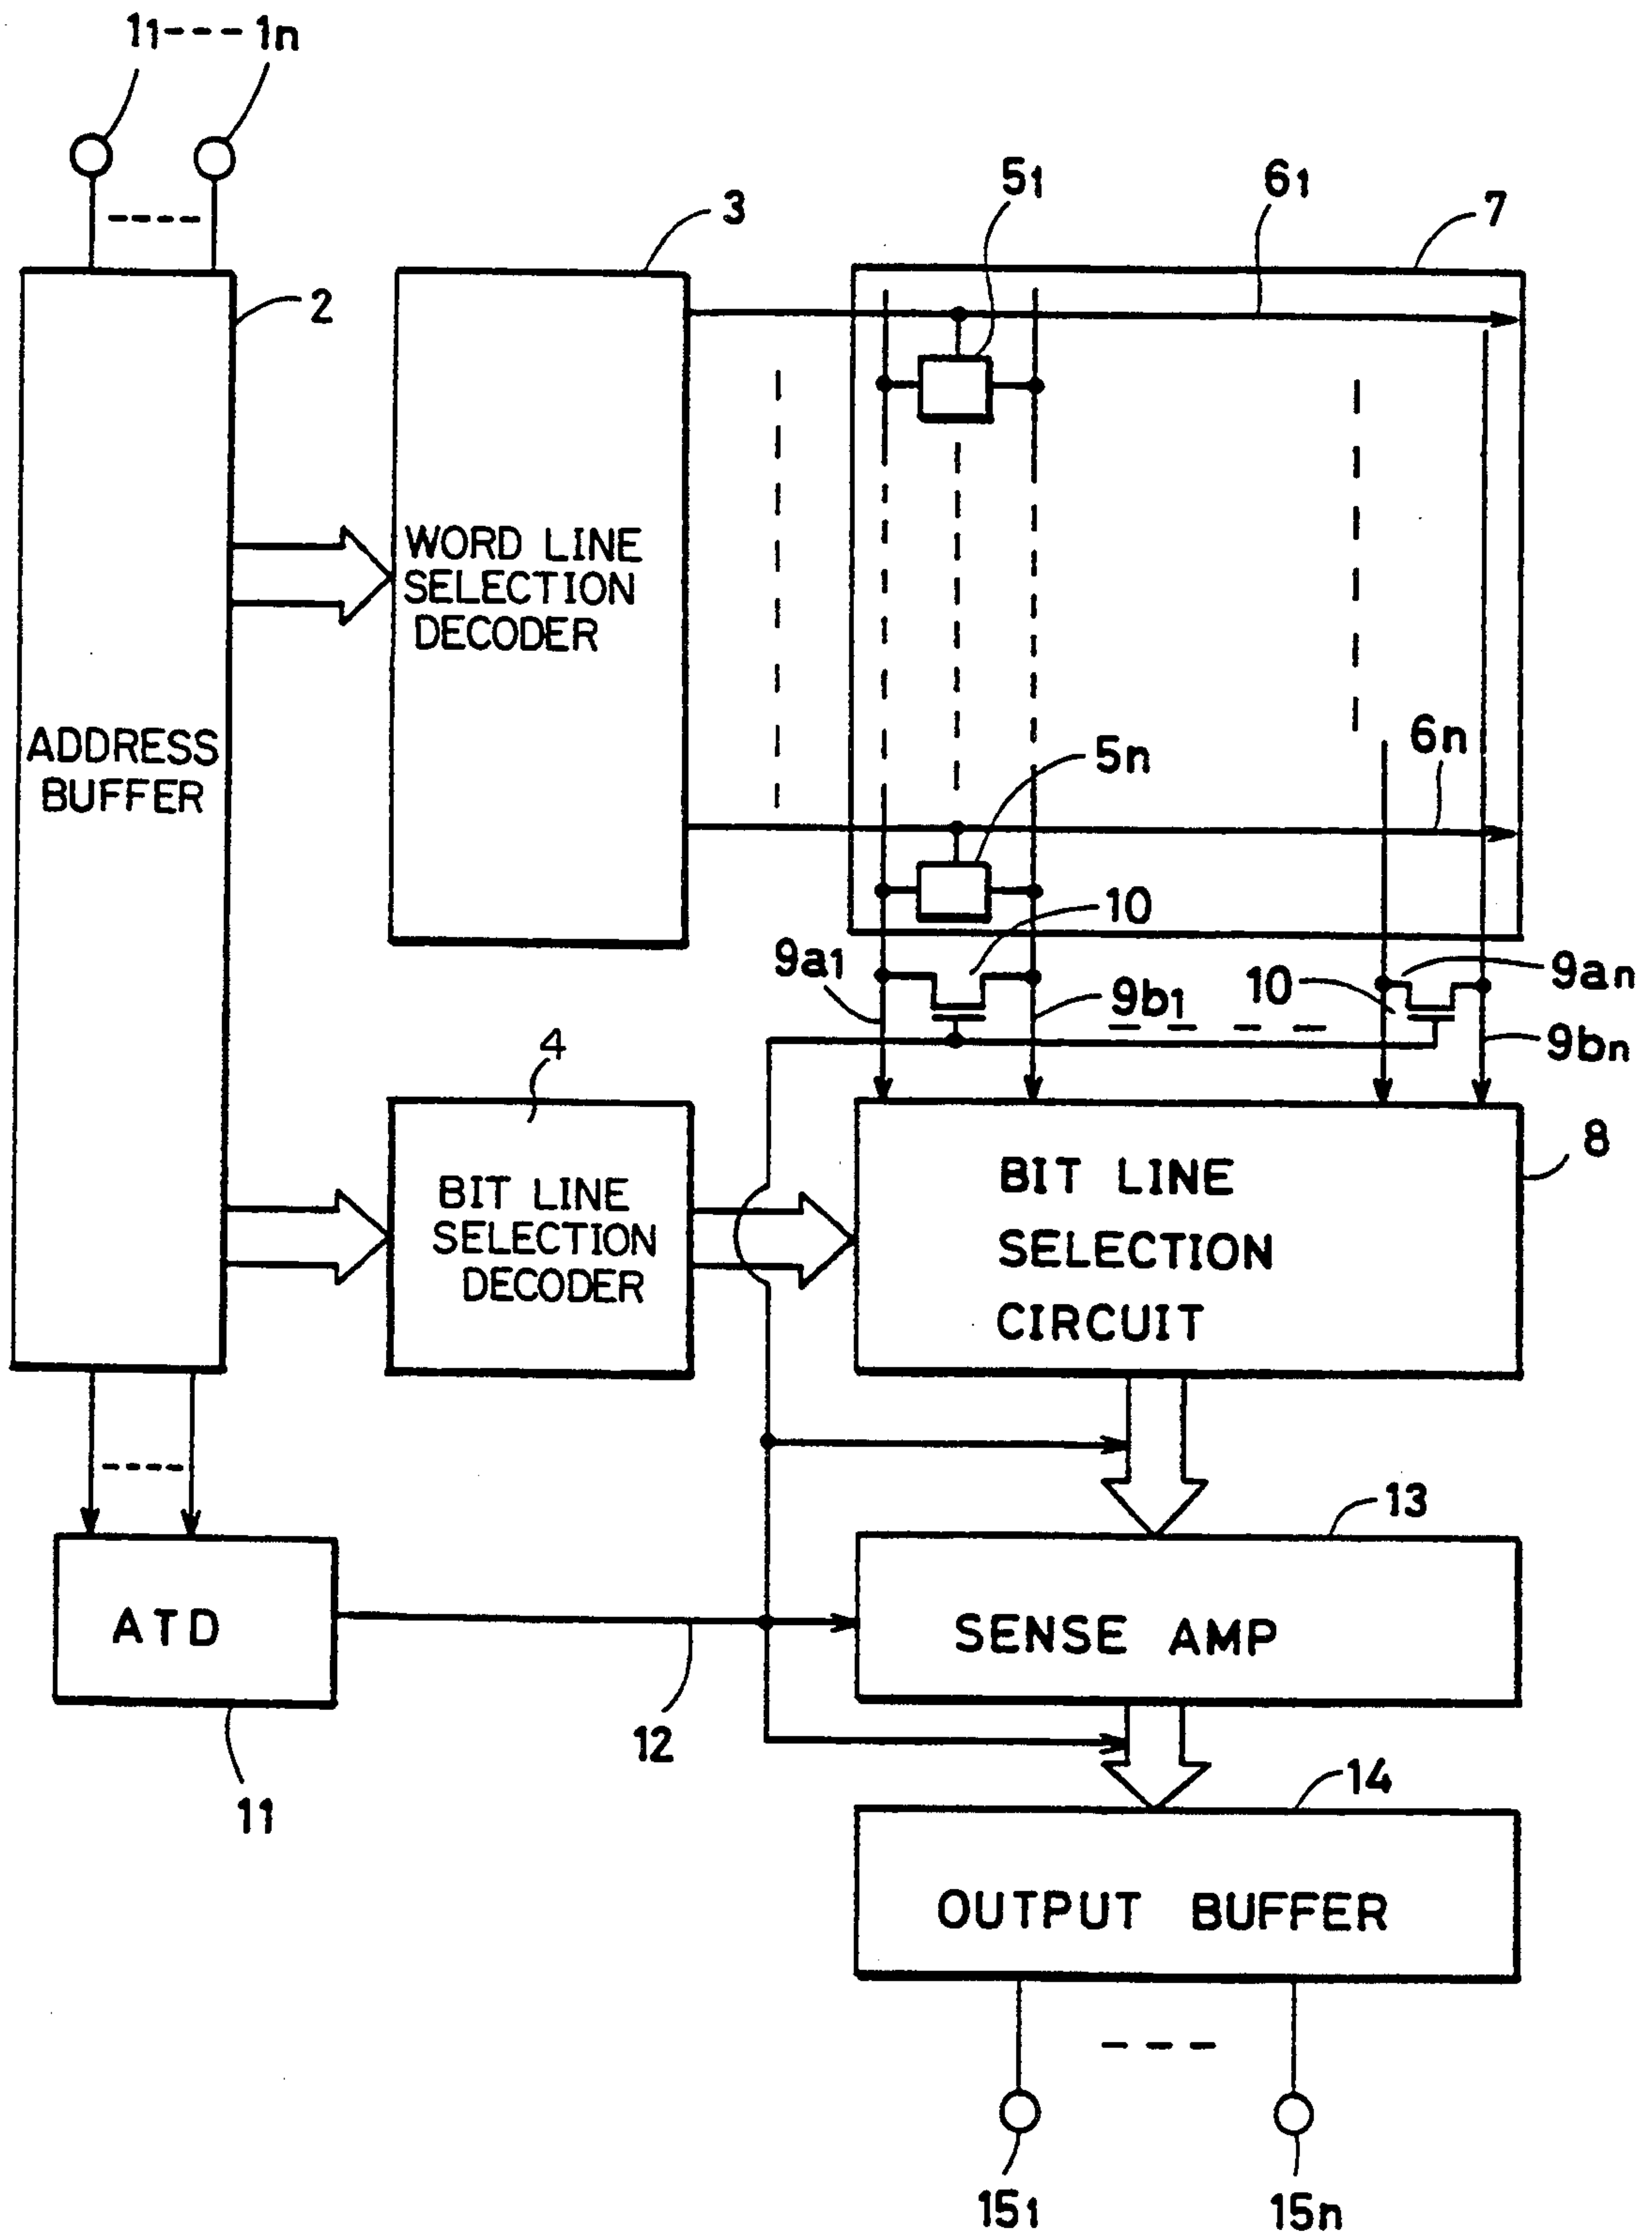 11---1n
51
61
7
3
2
WORD LINE
SELECTION
DECODER
ADDRESS
BUFFER
6n
5n
10
9a1
9b1
10
9an
9bn
4
8
BIT LINE
SELECTION
DECODER
BIT LINE
SELECTION
CIRCUIT
13
ATD
SENSE AMP
12
11
14
OUTPUT BUFFER
151
15n